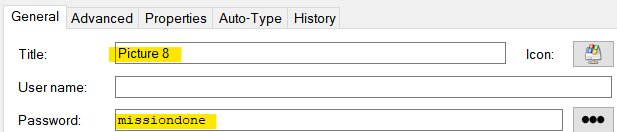 General Advanced Properties Auto-Type History
Title: Picture 8 Icon:
User name:
Password: missiondone